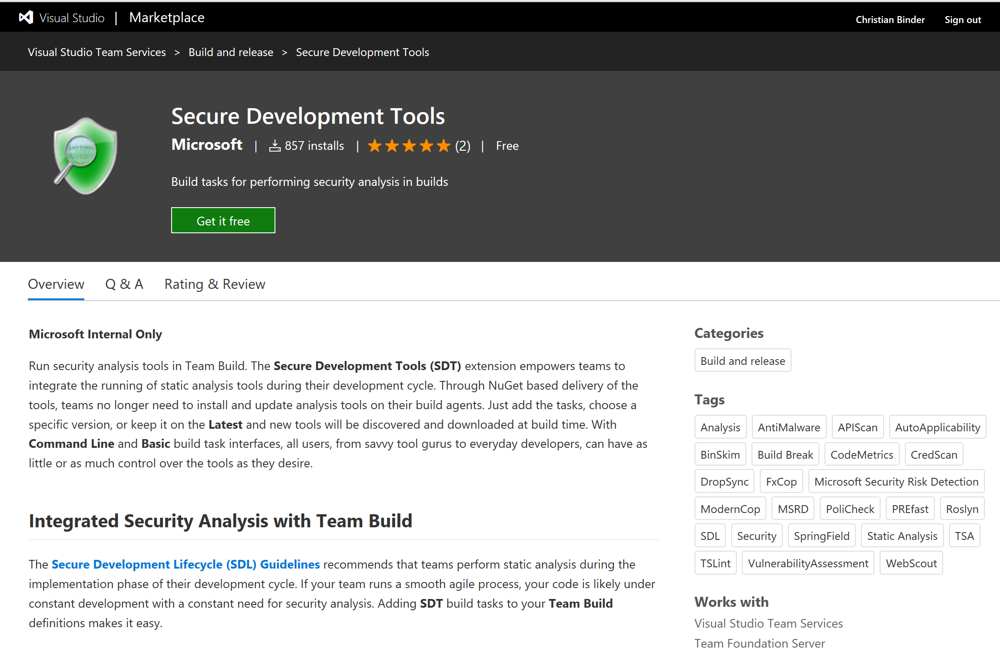 Visual Studio | Marketplace
Christian Binder Sign out
Visual Studio Team Services > Build and release > Secure Development Tools
Secure Development Tools
Microsoft | 857 installs | (2) | Free
Build tasks for performing security analysis in builds
Get it free
Overview Q & A Rating & Review
Microsoft Internal Only
Run security analysis tools in Team Build. The Secure Development Tools (SDT) extension empowers teams to
integrate the running of static analysis tools during their development cycle. Through NuGet based delivery of the
tools, teams no longer need to install and update analysis tools on their build agents. Just add the tasks, choose a
specific version, or keep it on the Latest and new tools will be discovered and downloaded at build time. With
Command Line and Basic build task interfaces, all users, from savvy tool gurus to everyday developers, can have as
little or as much control over the tools as they desire.
Integrated Security Analysis with Team Build
The Secure Development Lifecycle (SDL) Guidelines recommends that teams perform static analysis during the
implementation phase of their development cycle. If your team runs a smooth agile process, your code is likely under
constant development with a constant need for security analysis. Adding SDT build tasks to your Team Build
definitions makes it easy.
Categories
Build and release
Tags
Analysis AntiMalware APIScan AutoApplicability
BinSkim Build Break CodeMetrics CredScan
DropSync FxCop Microsoft Security Risk Detection
ModernCop MSRD PoliCheck PREfast Roslyn
SDL Security SpringField Static Analysis TSA
TSLint VulnerabilityAssessment WebScout
Works with
Visual Studio Team Services
Team Foundation Server